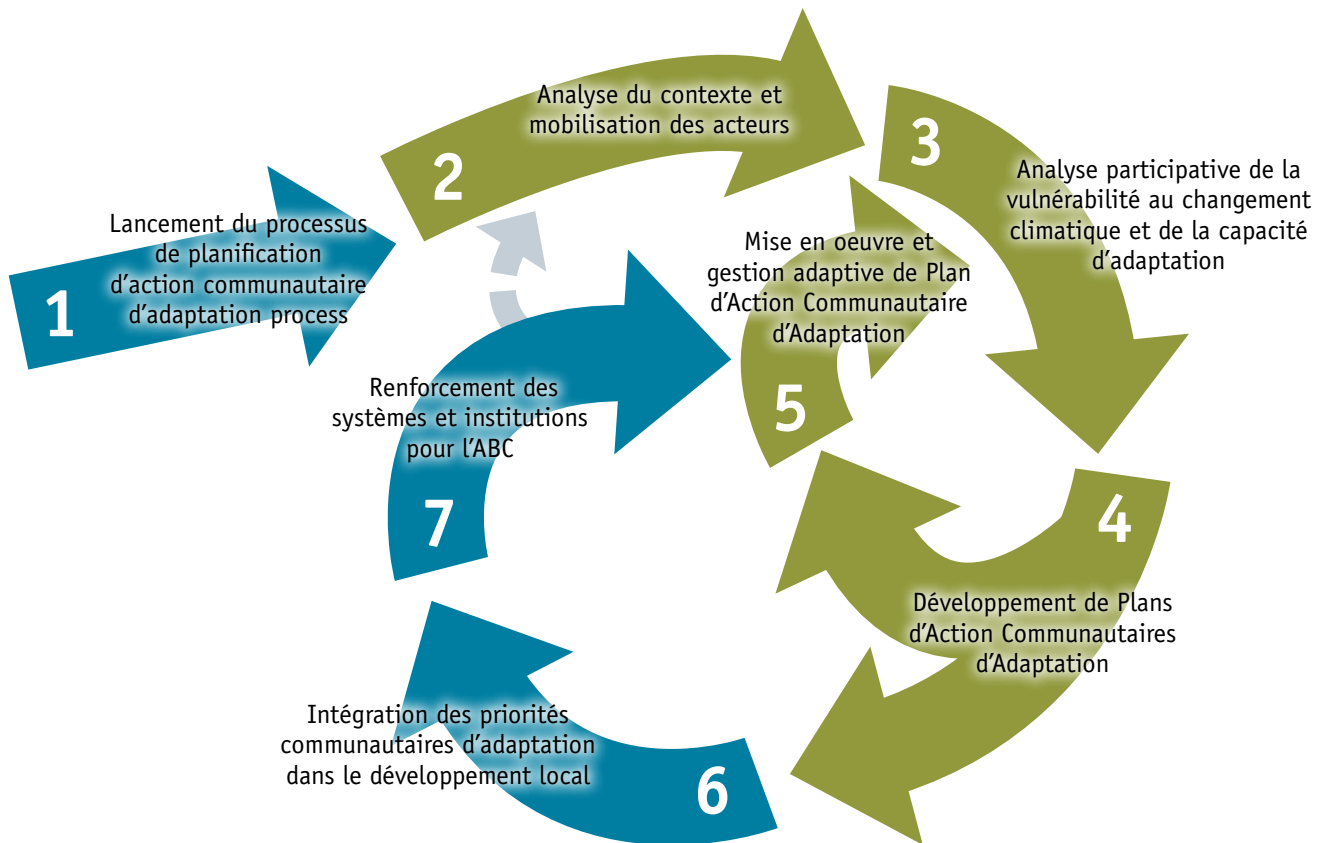 1
Lancement du processus
de planification
d'action communautaire
d'adaptation process
2
Analyse du contexte et
mobilisation des acteurs
3
Analyse participative de la
vulnérabilité au changement
climatique et de la capacité
d'adaptation
4
Développement de Plans
d'Action Communautaires
d'Adaptation
5
Mise en oeuvre et
gestion adaptive de Plan
d'Action Communautaire
d'Adaptation
6
Intégration des priorités
communautaires d'adaptation
dans le développement local
7
Renforcement des
systèmes et institutions
pour l'ABC